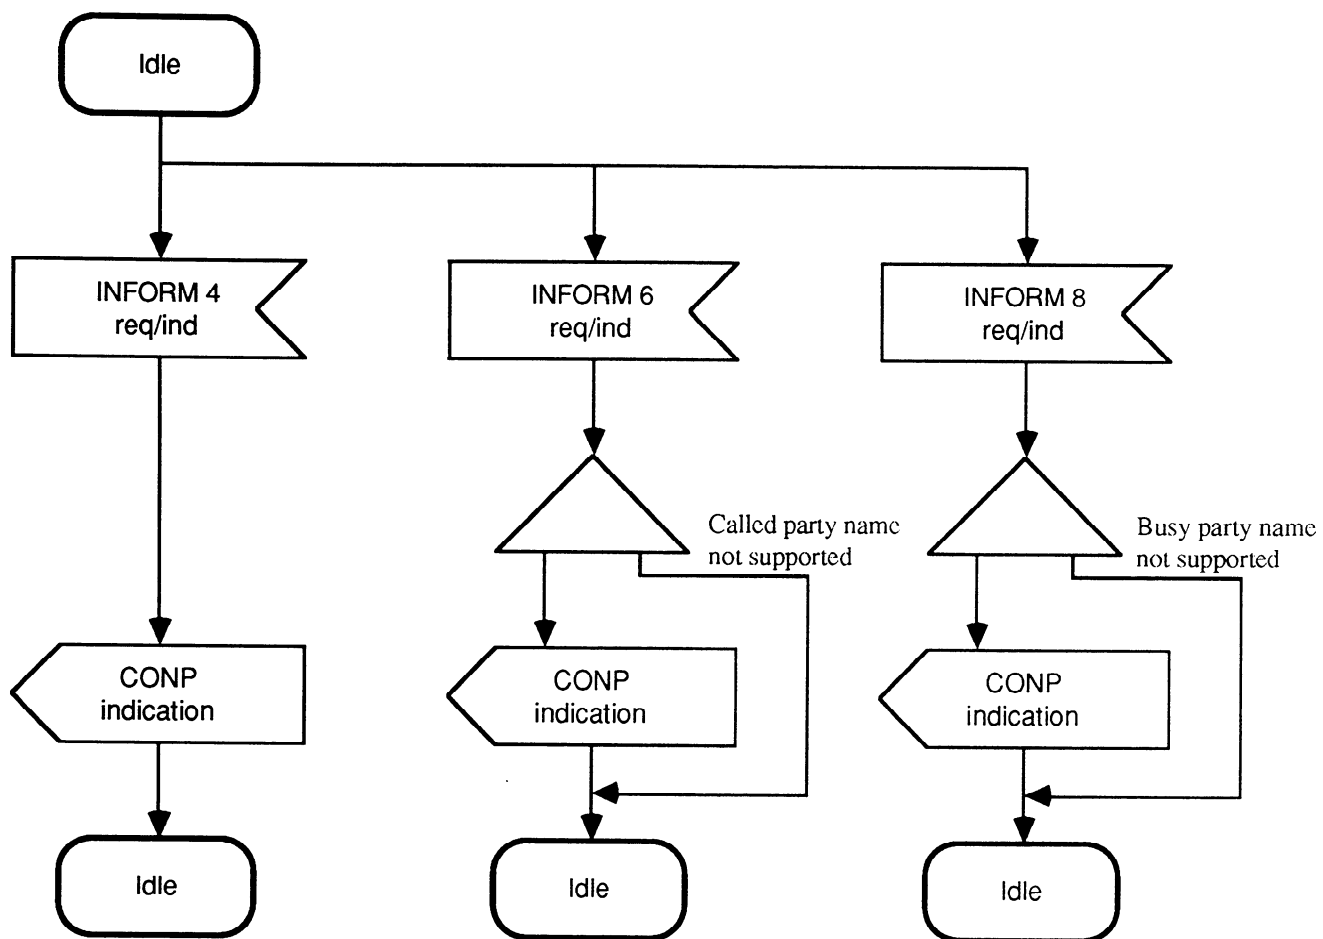 Idle
INFORM 4
req/ind
INFORM 6
req/ind
INFORM 8
req/ind
Called party name
not supported
Busy party name
not supported
CONP
indication
CONP
indication
CONP
indication
Idle
Idle
Idle